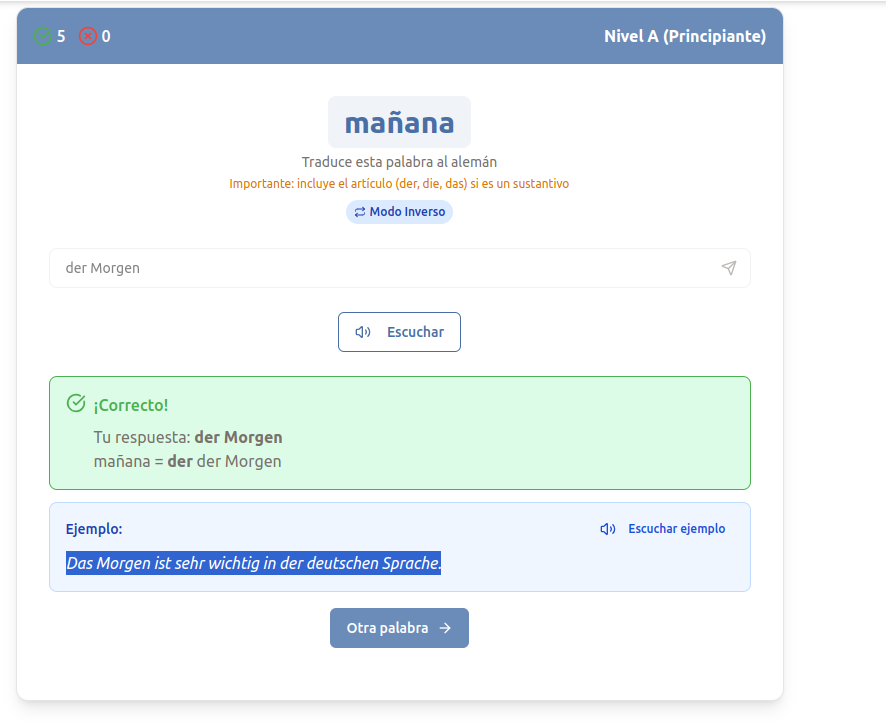 5 0 Nivel A (Principiante)
mañana
Traduce esta palabra al alemán
Importante: incluye el artículo (der, die, das) si es un sustantivo
Modo Inverso
der Morgen
Escuchar
¡Correcto!
Tu respuesta: der Morgen
mañana = der der Morgen
Ejemplo: Escuchar ejemplo
Das Morgen ist sehr wichtig in der deutschen Sprache.
Otra palabra